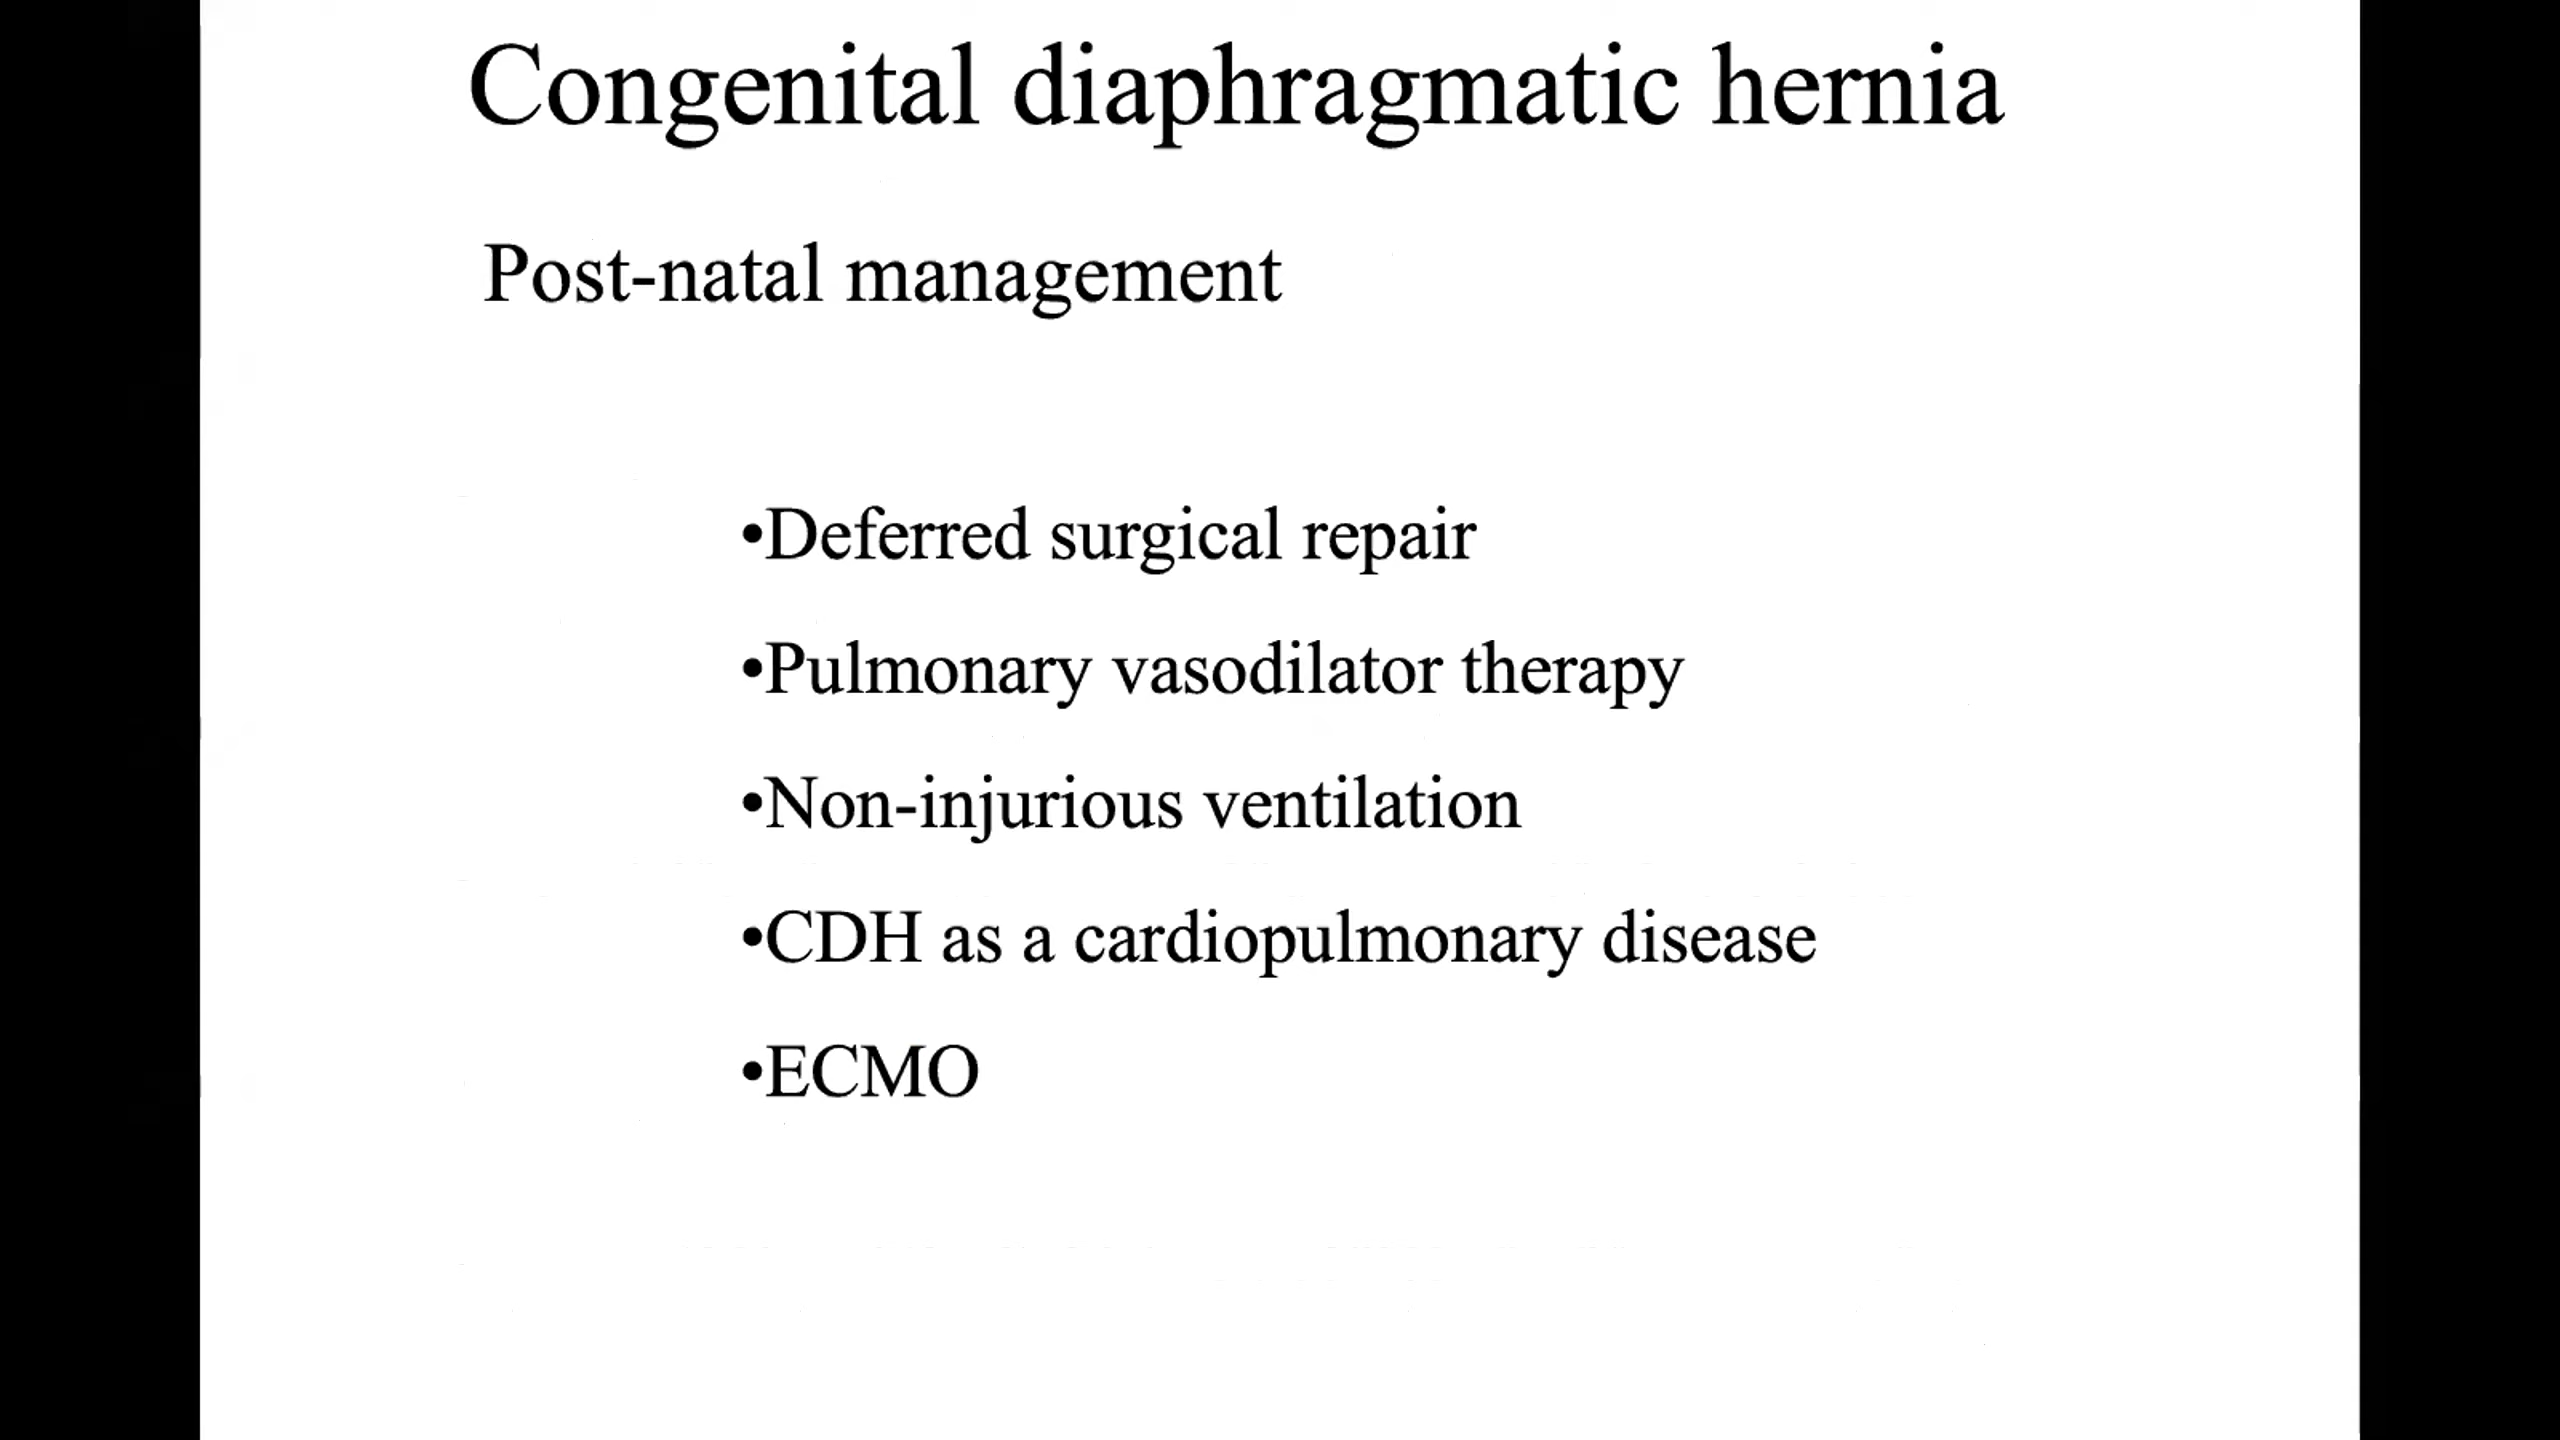 Congenital diaphragmatic hernia
Post-natal management
•Deferred surgical repair
•Pulmonary vasodilator therapy
•Non-injurious ventilation
•CDH as a cardiopulmonary disease
•ECMO